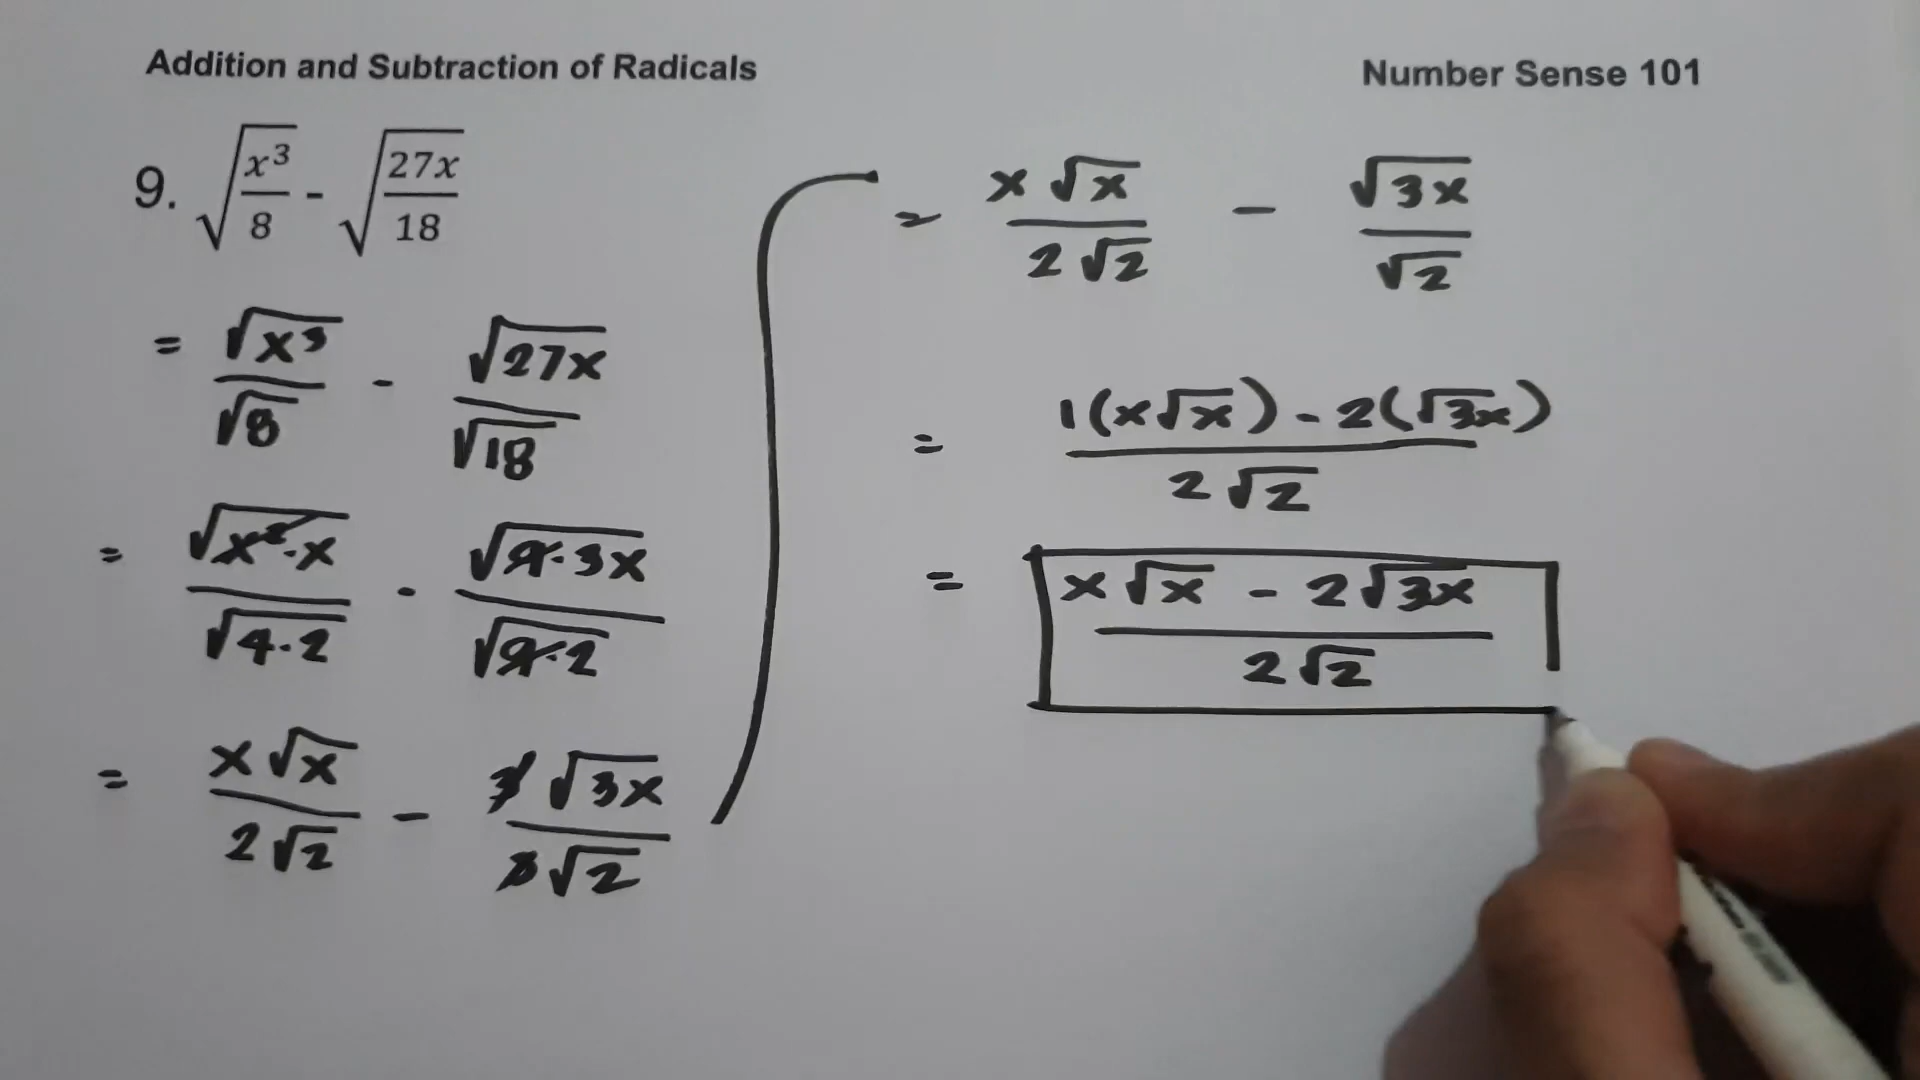 Addition and Subtraction of Radicals
Number Sense 101
9. √(x³/8) - √(27x/18)
= √x³/√8 - √27x/√18
= √x²·x/√4·2 - √9·3x/√9·2
= x√x/2√2 - 3√3x/3√2
= x√x/2√2 - √3x/√2
= 1(x√x) - 2(√3x)/2√2
= x√x - 2√3x/2√2